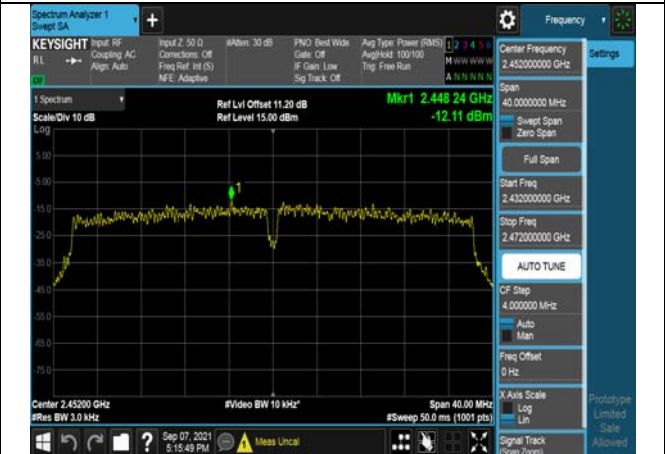 Spectrum Analyzer 1
Swept SA
+
Frequency
KEYSIGHT
Input: RF
Coupling: AC
Align: Auto
Input Z: 50 Ω
Corrections: Off
Freq Ref: Int (S)
NFE: Adaptive
#Atten: 30 dB
PNO: Best Wide
Gate: Off
IF Gain: Low
Sig Track: Off
Avg Type: Power (RMS)
Avg|Hold: 100/100
Trig: Free Run
1 2 3 4 5 6
M W W W W W
A N N N N N
RL
1 Spectrum
Scale/Div 10 dB
Log
Ref Lvl Offset 11.20 dB
Ref Level 15.00 dBm
Mkr1 2.448 24 GHz
-12.11 dBm
5.00
-5.00
-15.0
-25.0
-35.0
-45.0
-55.0
-65.0
-75.0
1
Center 2.45200 GHz
#Res BW 3.0 kHz
#Video BW 10 kHz*
Span 40.00 MHz
#Sweep 50.0 ms (1001 pts)
Center Frequency
2.452000000 GHz
Settings
Span
40.0000000 MHz
Swept Span
Zero Span
Full Span
Start Freq
2.432000000 GHz
Stop Freq
2.472000000 GHz
AUTO TUNE
CF Step
4.000000 MHz
Auto
Man
Freq Offset
0 Hz
X Axis Scale
Log
Lin
Signal Track
(Span Zoom)
Prototype
Limited
Sale
Allowed
?
Sep 07, 2021
5:15:49 PM
Meas Uncal